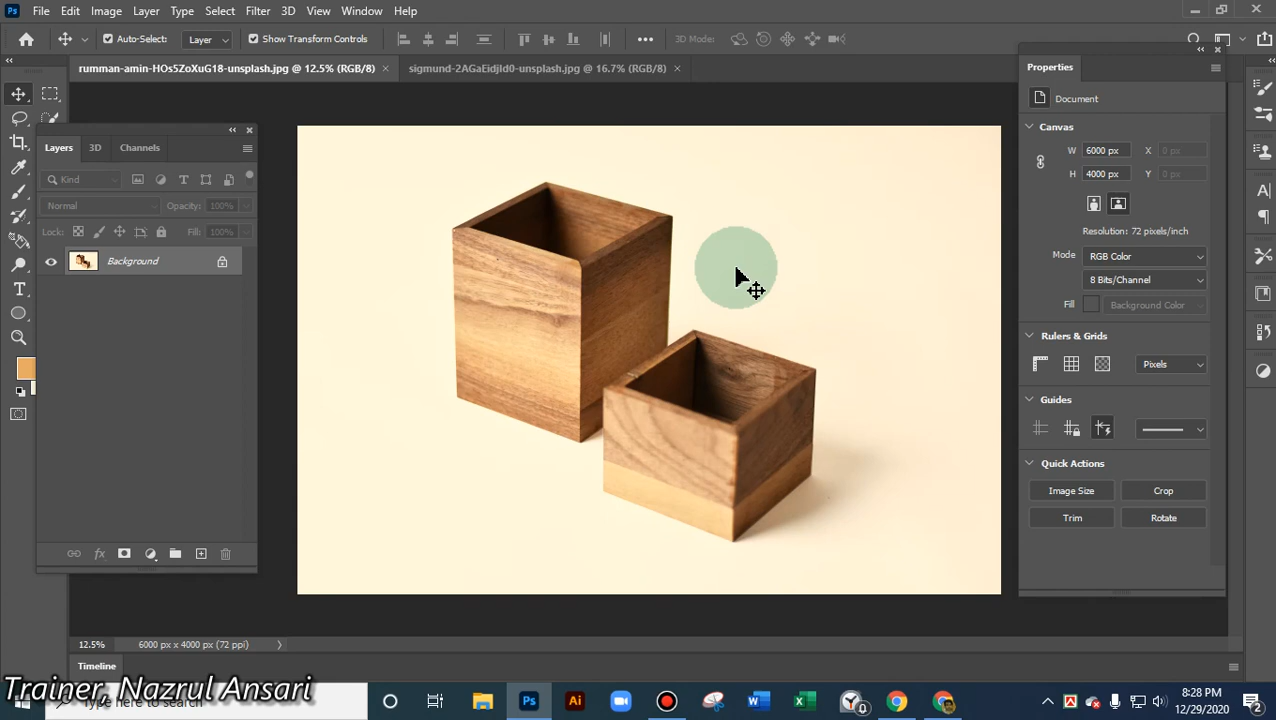 Ps File Edit Image Layer Type Select Filter 3D View Window Help
Auto-Select: Layer Show Transform Controls 3D Mode:
rumman-amin-HOs5ZoXuG18-unsplash.jpg @ 12.5% (RGB/8) × sigmund-2AGaEidjId0-unsplash.jpg @ 16.7% (RGB/8) ×
Properties
Document
Canvas
W 6000 px X 0 px
H 4000 px Y 0 px
Resolution: 72 pixels/inch
Mode RGB Color
8 Bits/Channel
Fill Background Color
Rulers & Grids
Pixels
Guides
Quick Actions
Image Size Crop
Trim Rotate
Layers 3D Channels
Kind
Normal Opacity: 100%
Lock: Fill: 100%
Background
12.5% 6000 px x 4000 px (72 ppi)
Timeline
Trainer, Nazrul Ansari
Type here to search
Ps Ai
8:28 PM
12/29/2020
2